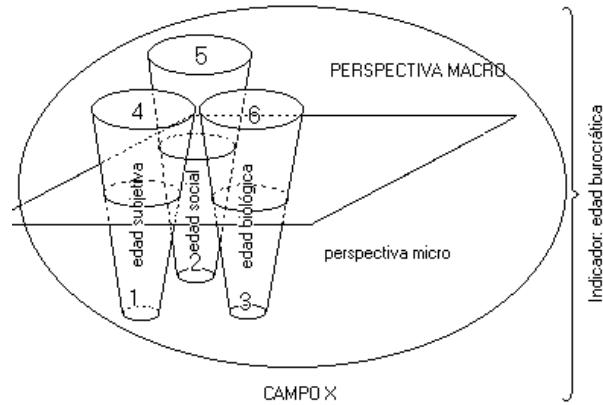 5
PERSPECTIVA MACRO
4
6
edad subjetiva
edad social
edad biológica
perspectiva micro
2
1
3
CAMPO X
Indicador: edad burocrática